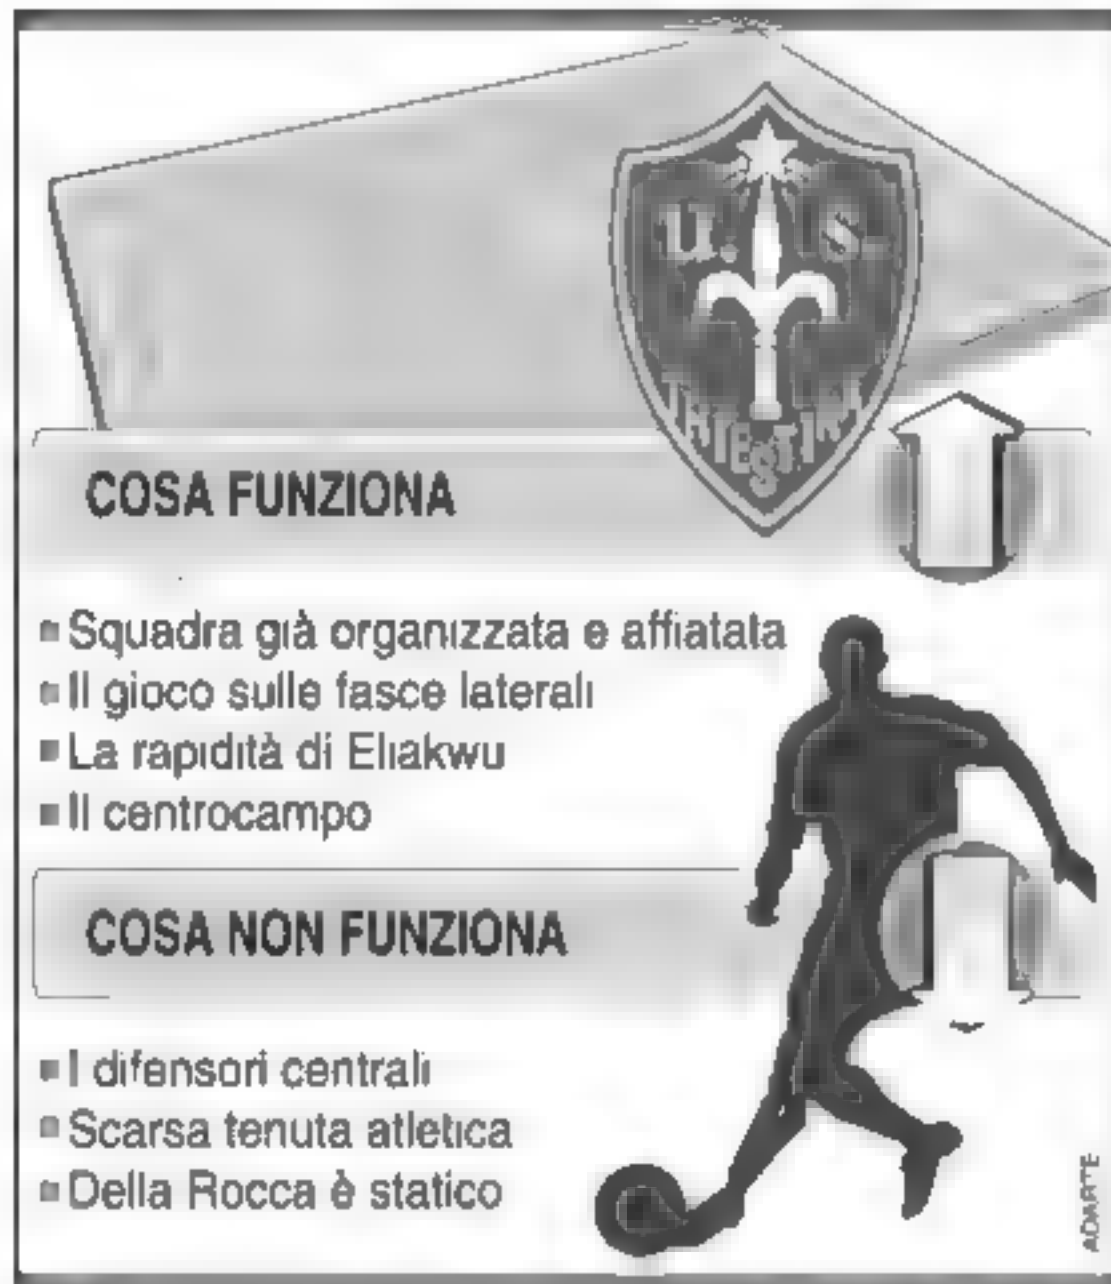 U. S.
TRIESTINA
COSA FUNZIONA
Squadra già organizzata e affiatata
Il gioco sulle fasce laterali
La rapidità di Eliakwu
Il centrocampo
COSA NON FUNZIONA
I difensori centrali
Scarsa tenuta atletica
Della Rocca è statico
ADARTE